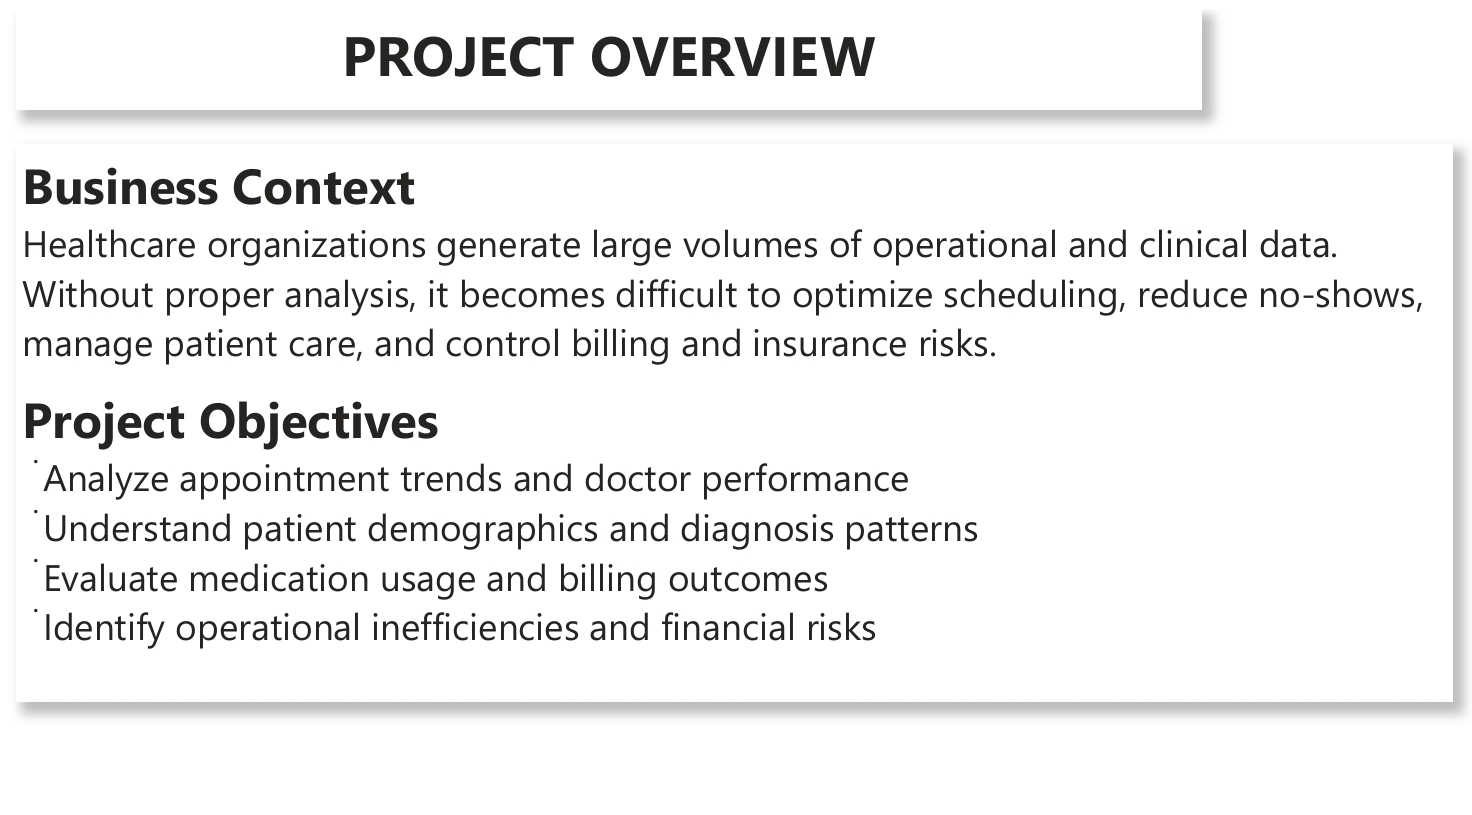 PROJECT OVERVIEW
Business Context
Healthcare organizations generate large volumes of operational and clinical data.
Without proper analysis, it becomes difficult to optimize scheduling, reduce no-shows,
manage patient care, and control billing and insurance risks.
Project Objectives
· Analyze appointment trends and doctor performance
· Understand patient demographics and diagnosis patterns
· Evaluate medication usage and billing outcomes
· Identify operational inefficiencies and financial risks